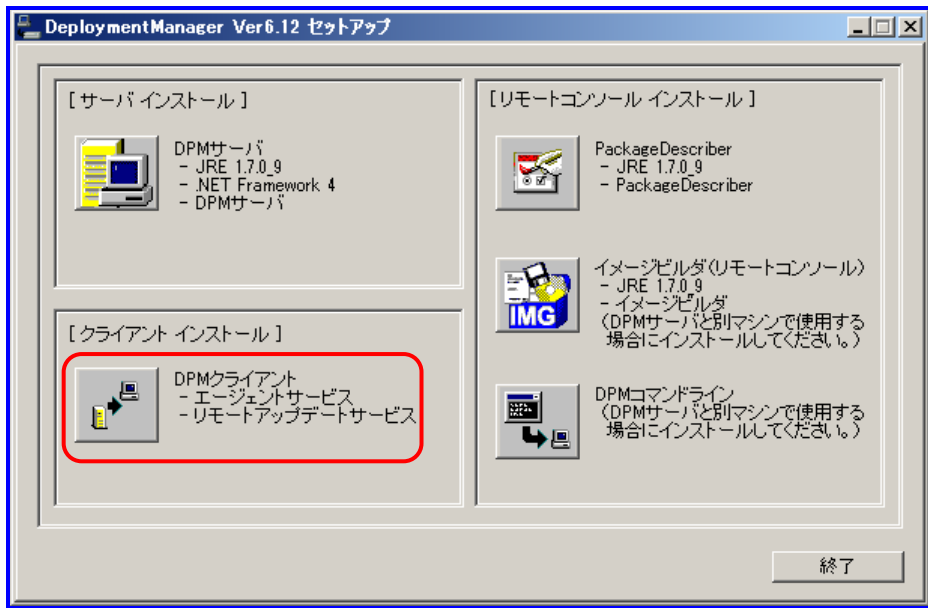 DeploymentManager Ver6.12 セットアップ
[ サーバ インストール ]
DPMサーバ
- JRE 1.7.0_9
- .NET Framework 4
- DPMサーバ
[ クライアント インストール ]
DPMクライアント
- エージェントサービス
- リモートアップデートサービス
[ リモートコンソール インストール ]
PackageDescriber
- JRE 1.7.0_9
- PackageDescriber
IMG
イメージビルダ(リモートコンソール)
- JRE 1.7.0_9
- イメージビルダ
(DPMサーバと別マシンで使用する
場合にインストールしてください。)
DPMコマンドライン
(DPMサーバと別マシンで使用する
場合にインストールしてください。)
終了